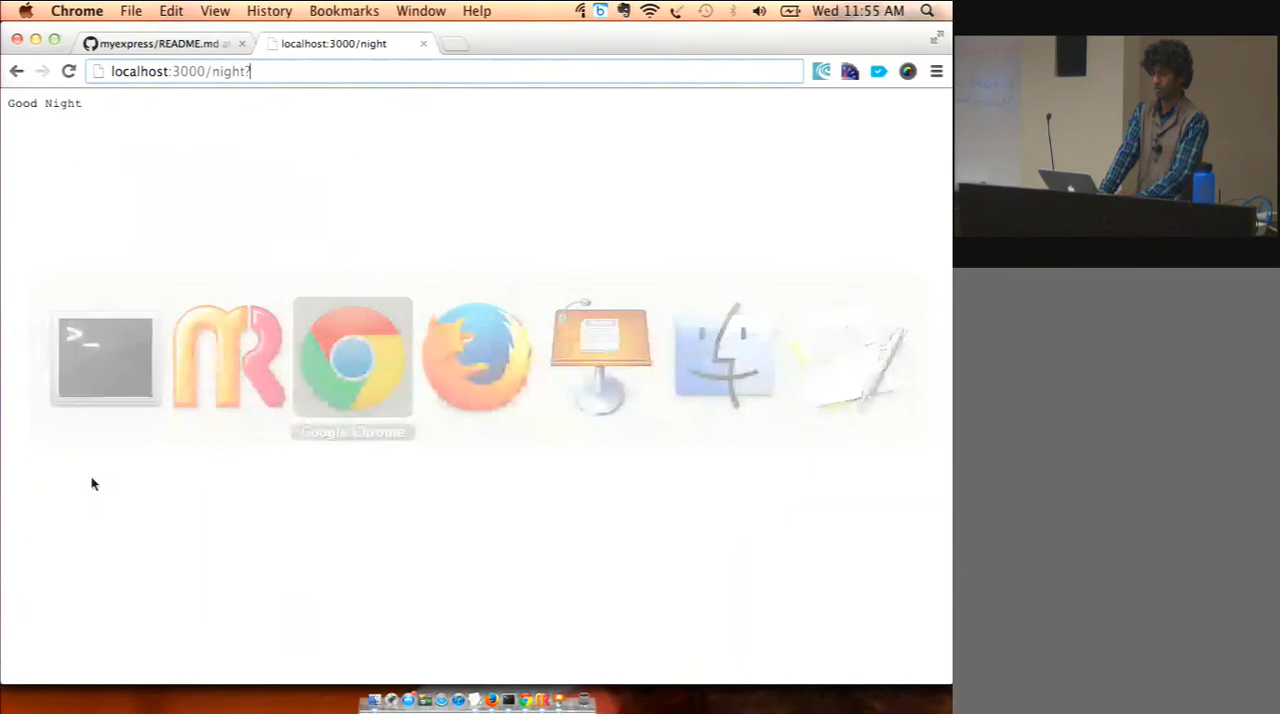 Chrome File Edit View History Bookmarks Window Help Wed 11:55 AM
myexpress/README.md at localhost:3000/night
localhost:3000/night?
Good Night
>_
Google Chrome